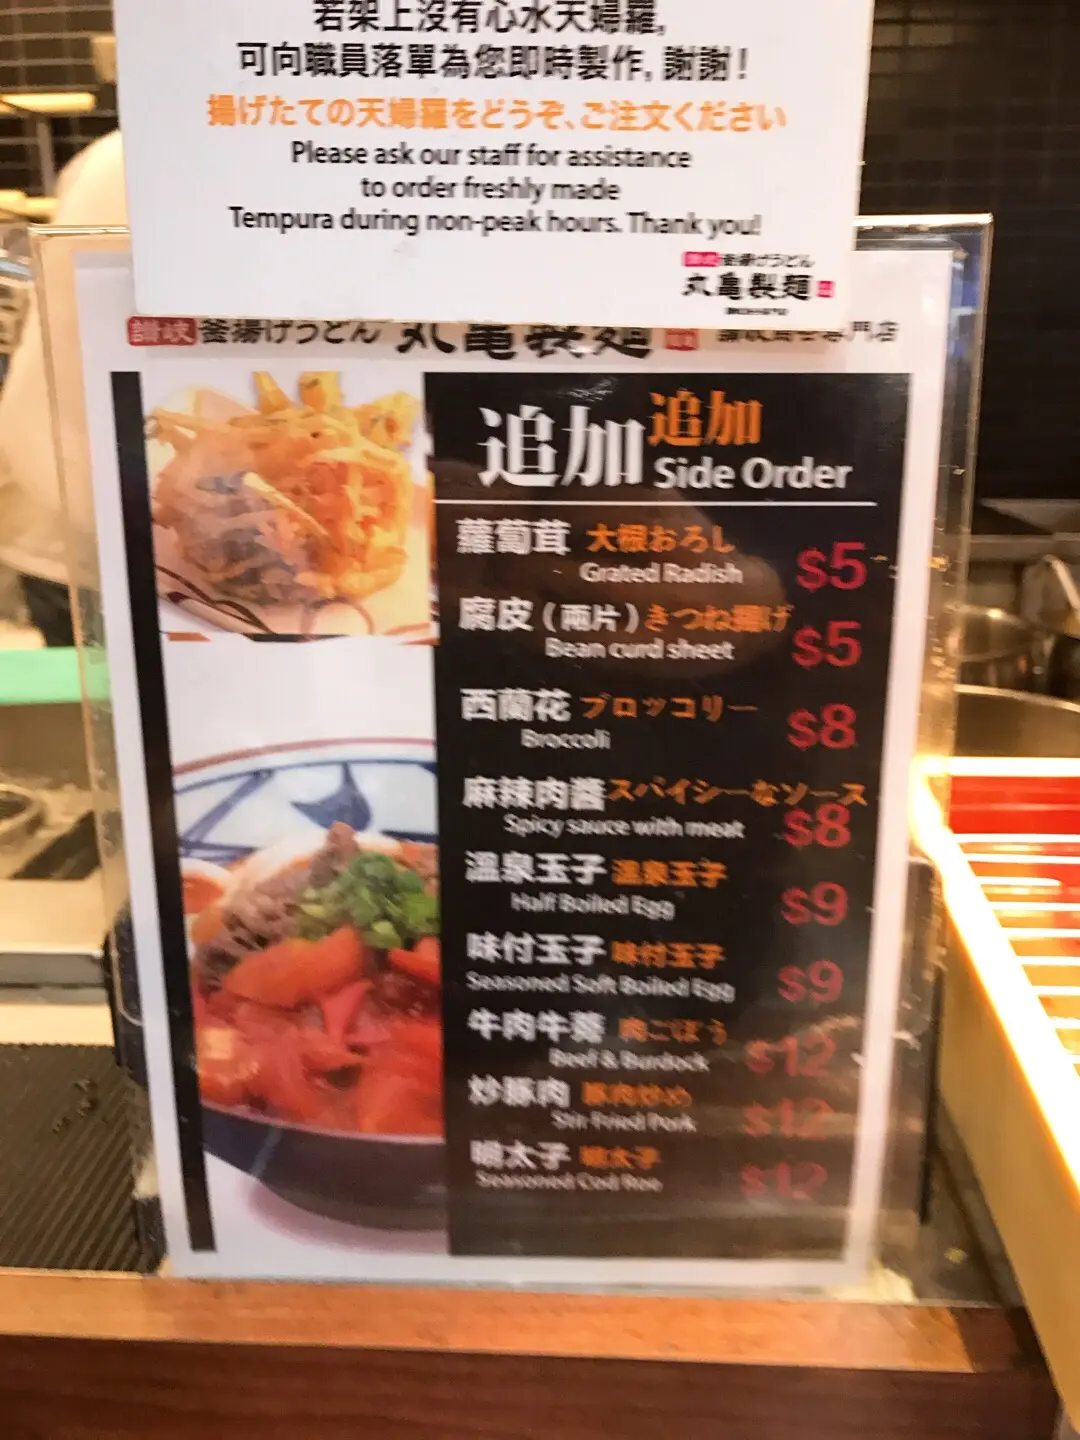 若架上沒有心水天婦羅,
可向職員落單為您即時製作, 謝謝!
揚げたての天婦羅をどうぞ、ご注文ください
Please ask our staff for assistance
to order freshly made
Tempura during non-peak hours. Thank you!
釜揚げうどん
丸亀製麺
讃岐 釜揚げうどん 丸亀製麺 専門店
追加 追加
Side Order
蘿蔔茸 大根おろし
Grated Radish $5
腐皮 (兩片) きつね揚げ
Bean curd sheet $5
西蘭花 ブロッコリー
Broccoli $8
麻辣肉醬 スパイシーなソース
Spicy sauce with meat $8
溫泉玉子 温泉玉子
Half Boiled Egg $9
味付玉子 味付玉子
Seasoned Soft Boiled Egg $9
牛肉牛蒡 肉ごぼう
Beef & Burdock $12
炒豚肉 豚肉炒め
Stir Fried Pork $12
明太子 明太子
Seasoned Cod Roe $12